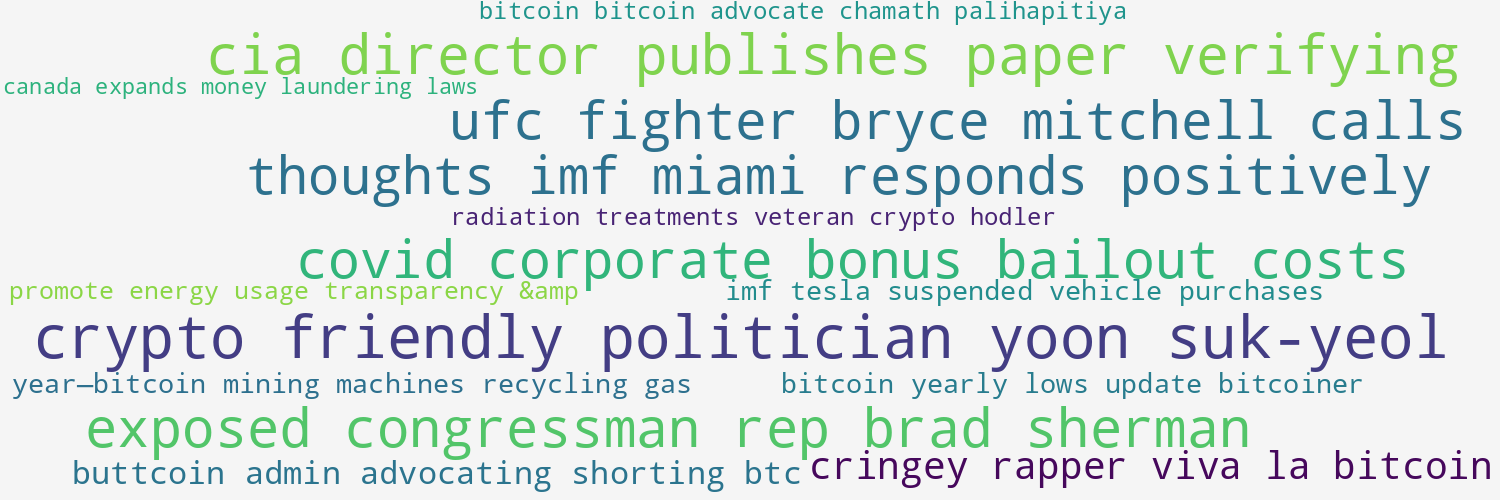 bitcoin bitcoin advocate chamath palihapitiya
cia director publishes paper verifying
canada expands money laundering laws
ufc fighter bryce mitchell calls
thoughts imf miami responds positively
radiation treatments veteran crypto hodler
covid corporate bonus bailout costs
promote energy usage transparency &amp
imf tesla suspended vehicle purchases
crypto friendly politician yoon suk-yeol
year—bitcoin mining machines recycling gas
bitcoin yearly lows update bitcoiner
exposed congressman rep brad sherman
buttcoin admin advocating shorting btc
cringey rapper viva la bitcoin